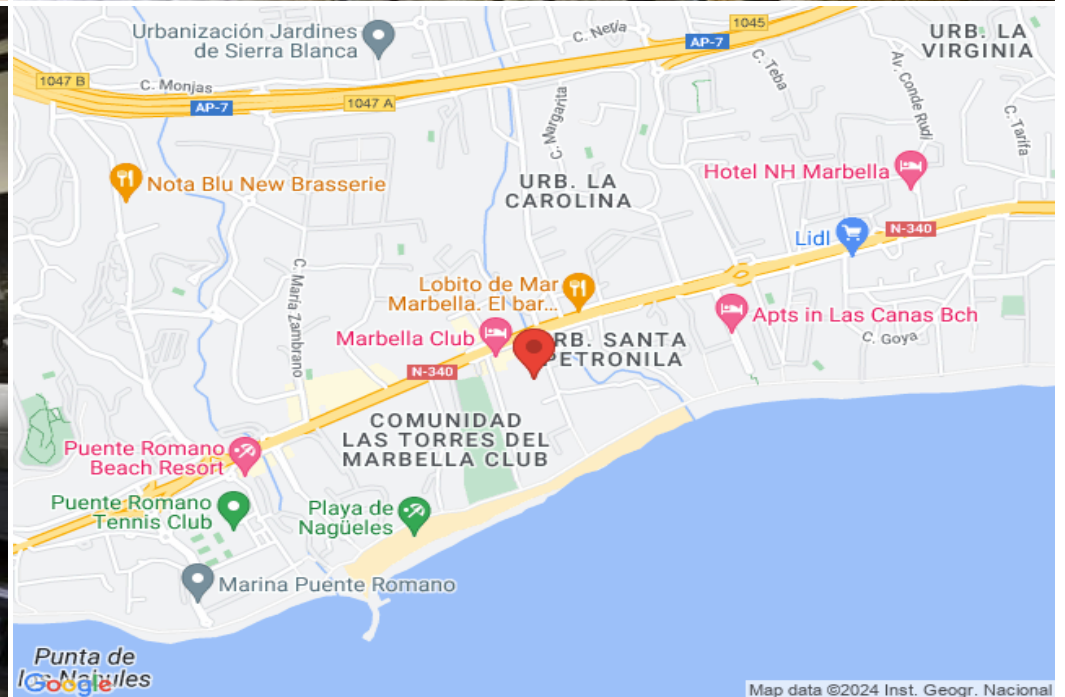 Urbanización Jardines
de Sierra Blanca
C. Nerja
1045
AP-7
URB. LA
VIRGINIA
1047 B
C. Monjas
AP-7
1047 A
C. Teba
Av. Conde Rudi
C. Tarifa
C. Margarita
Nota Blu New Brasserie
URB. LA
CAROLINA
Hotel NH Marbella
Lidl
N-340
C. María Zambrano
Lobito de Mar
Marbella. El bar...
Marbella Club
RB. SANTA
PETRONILA
Apts in Las Canas Bch
C. Goya
N-340
COMUNIDAD
LAS TORRES DEL
MARBELLA CLUB
Puente Romano
Beach Resort
Puente Romano
Tennis Club
Playa de
Nagüeles
Marina Puente Romano
Punta de
Google
Map data ©2024 Inst. Geogr. Nacional